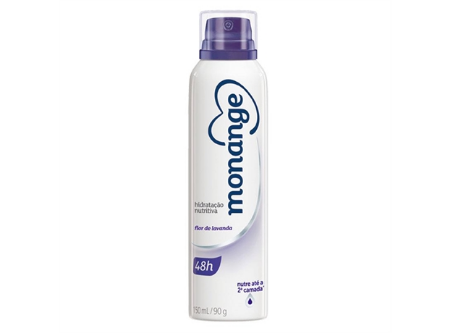 monange
hidratação
nutritiva
flor de lavanda
48h
nutre até a
2ª camada*
150 mL / 90 g